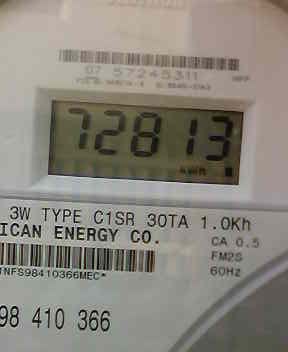 07 57245311
72813
kWh
3W TYPE C1SR 30TA 1.0Kh
ICAN ENERGY CO.
CA 0.5
FM2S
60Hz
TNFS98410366MEC*
98 410 366